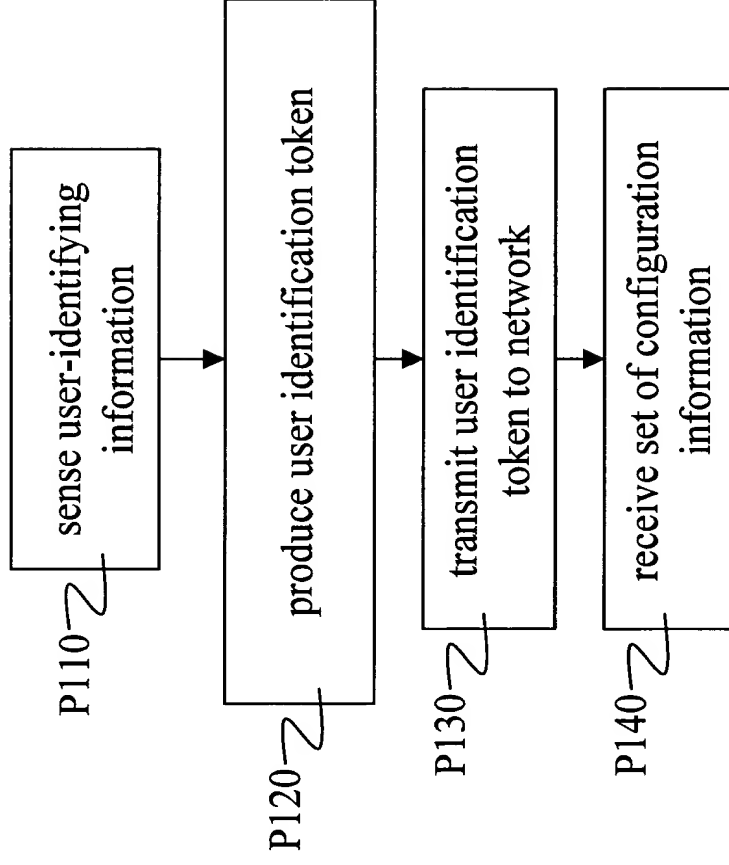 P110
sense user-identifying
information
P120
produce user identification token
P130
transmit user identification
token to network
P140
receive set of configuration
information